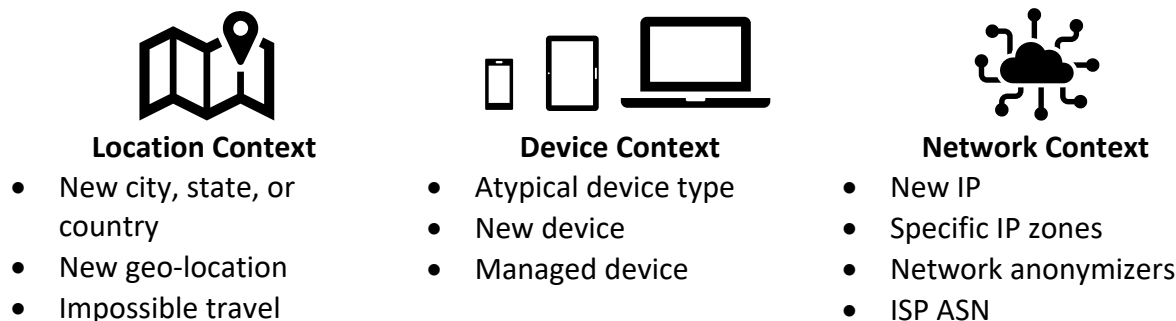 Location Context
• New city, state, or
country
• New geo-location
• Impossible travel
Device Context
• Atypical device type
• New device
• Managed device
Network Context
• New IP
• Specific IP zones
• Network anonymizers
• ISP ASN